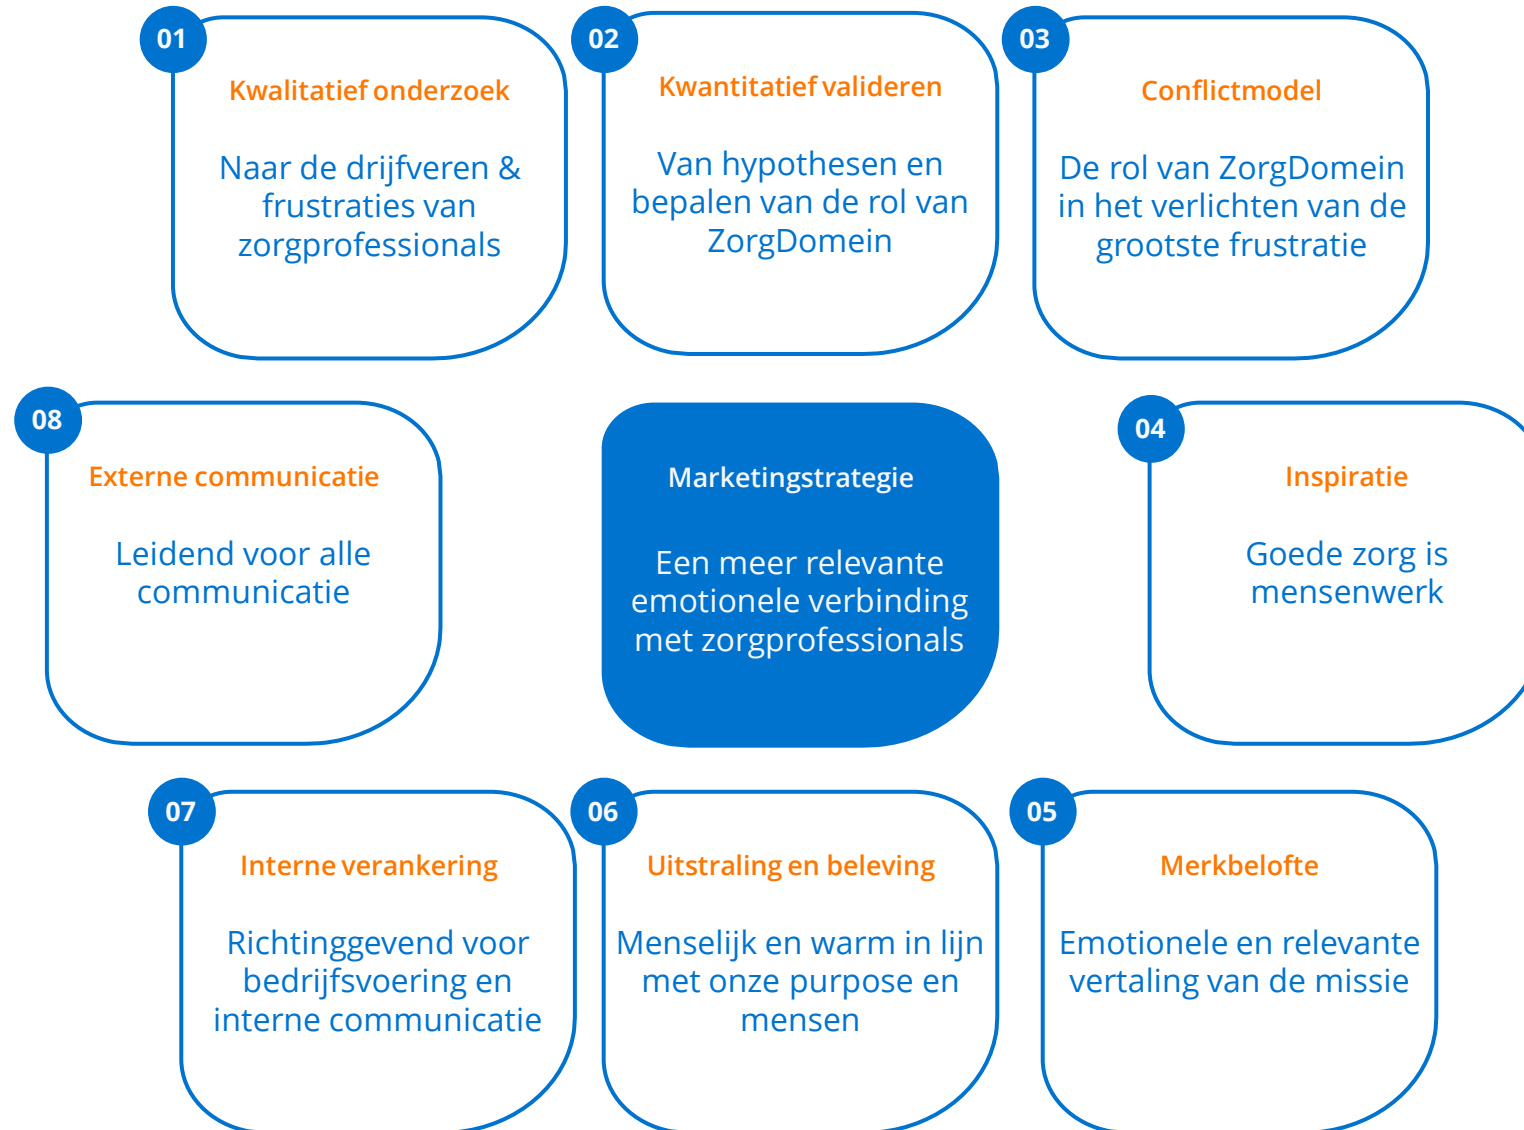 01
Kwalitatief onderzoek
Naar de drijfveren &
frustraties van
zorgprofessionals
02
Kwantitatief valideren
Van hypothesen en
bepalen van de rol van
ZorgDomein
03
Conflictmodel
De rol van ZorgDomein
in het verlichten van de
grootste frustratie
08
Externe communicatie
Leidend voor alle
communicatie
Marketingstrategie
Een meer relevante
emotionele verbinding
met zorgprofessionals
04
Inspiratie
Goede zorg is
mensenwerk
07
Interne verankering
Richtinggevend voor
bedrijfsvoering en
interne communicatie
06
Uitstraling en beleving
Menselijk en warm in lijn
met onze purpose en
mensen
05
Merkbelofte
Emotionele en relevante
vertaling van de missie